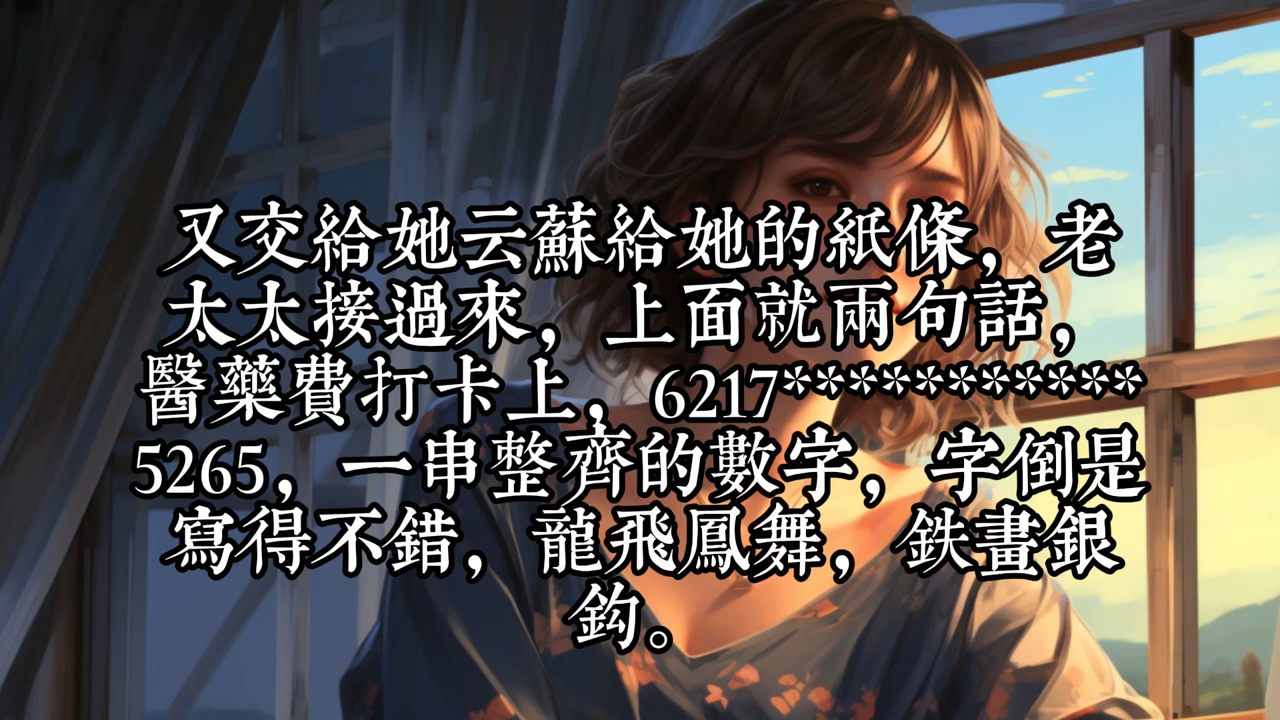 又交給她云蘇給她的紙條，老
太太接過來，上面就兩句話，
醫藥費打卡上，6217***********
5265，一串整齊的數字，字倒是
寫得不錯，龍飛鳳舞，鉄畫銀
鈎。